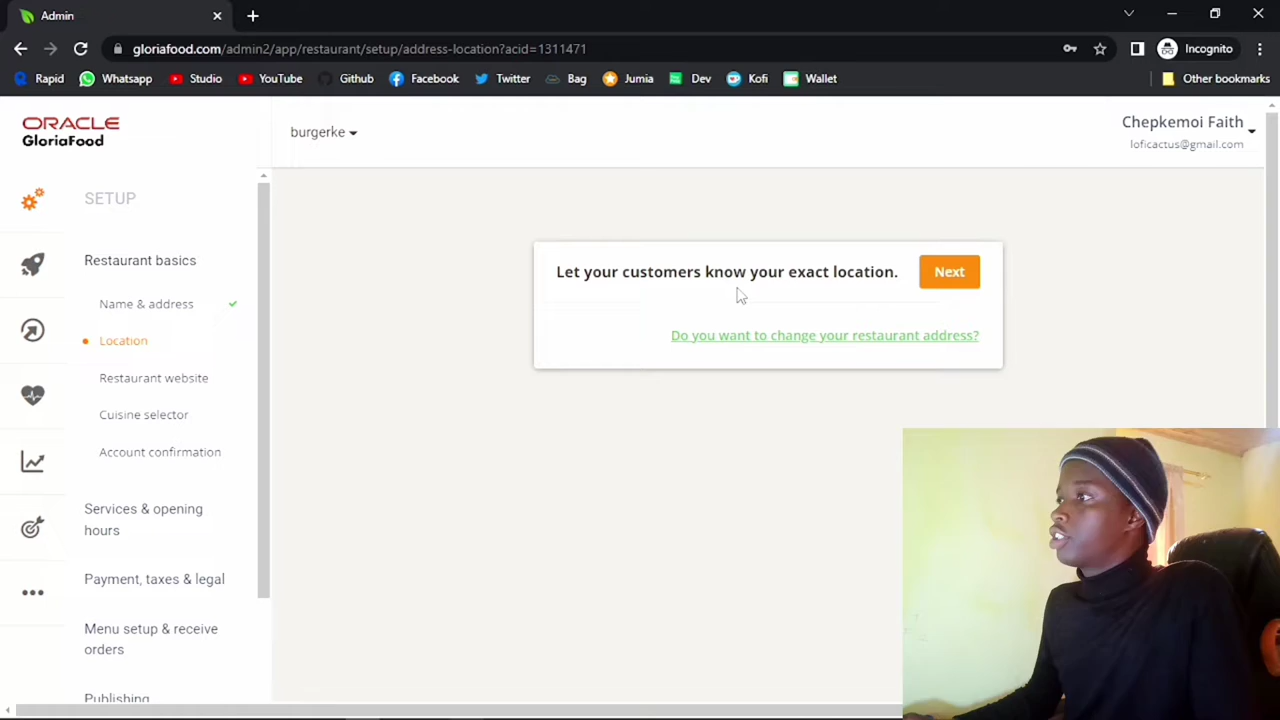 Admin
gloriafood.com/admin2/app/restaurant/setup/address-location?acid=1311471
Incognito
Rapid
Whatsapp
Studio
YouTube
Github
Facebook
Twitter
Bag
Jumia
Dev
Kofi
Wallet
Other bookmarks
ORACLE
GloriaFood
burgerke
Chepkemoi Faith
loficactus@gmail.com
SETUP
Restaurant basics
Name & address
Location
Restaurant website
Cuisine selector
Account confirmation
Services & opening
hours
Payment, taxes & legal
Menu setup & receive
orders
Publishing
Let your customers know your exact location.
Next
Do you want to change your restaurant address?